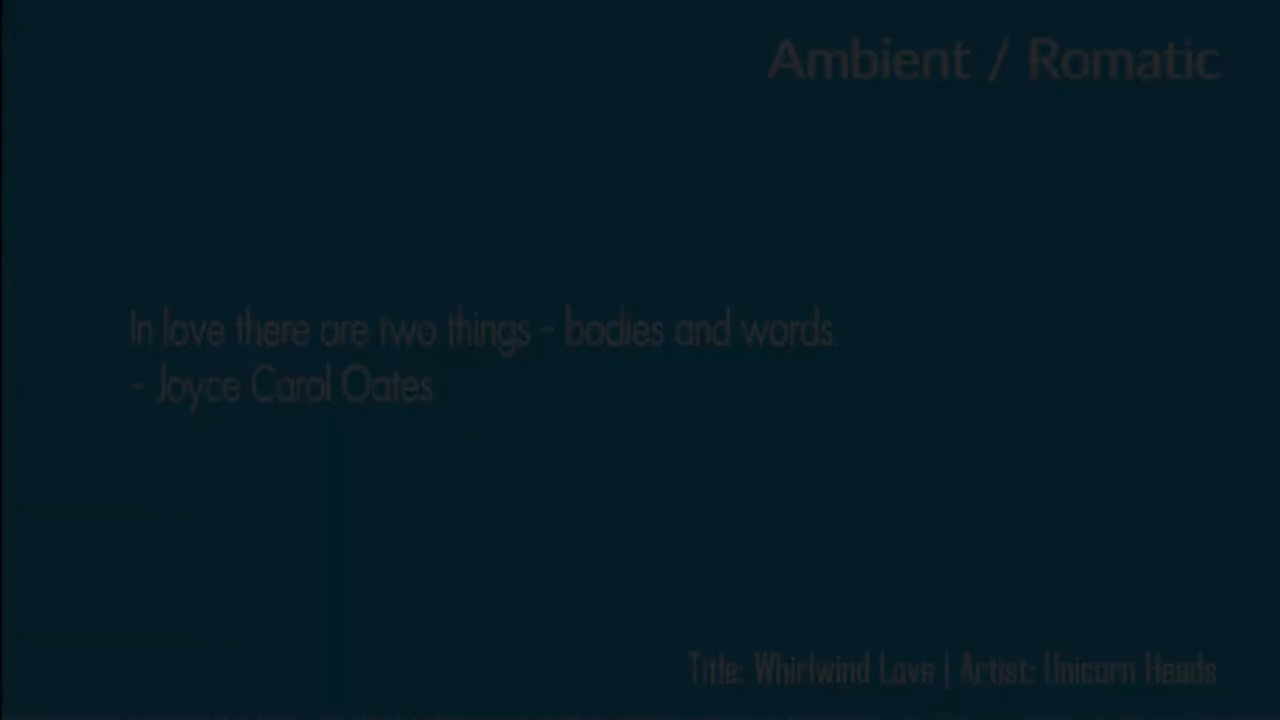 Ambient / Romatic
In love there are two things - bodies and words.
- Joyce Carol Oates
Title: Whirlwind Love | Artist: Unicorn Heads